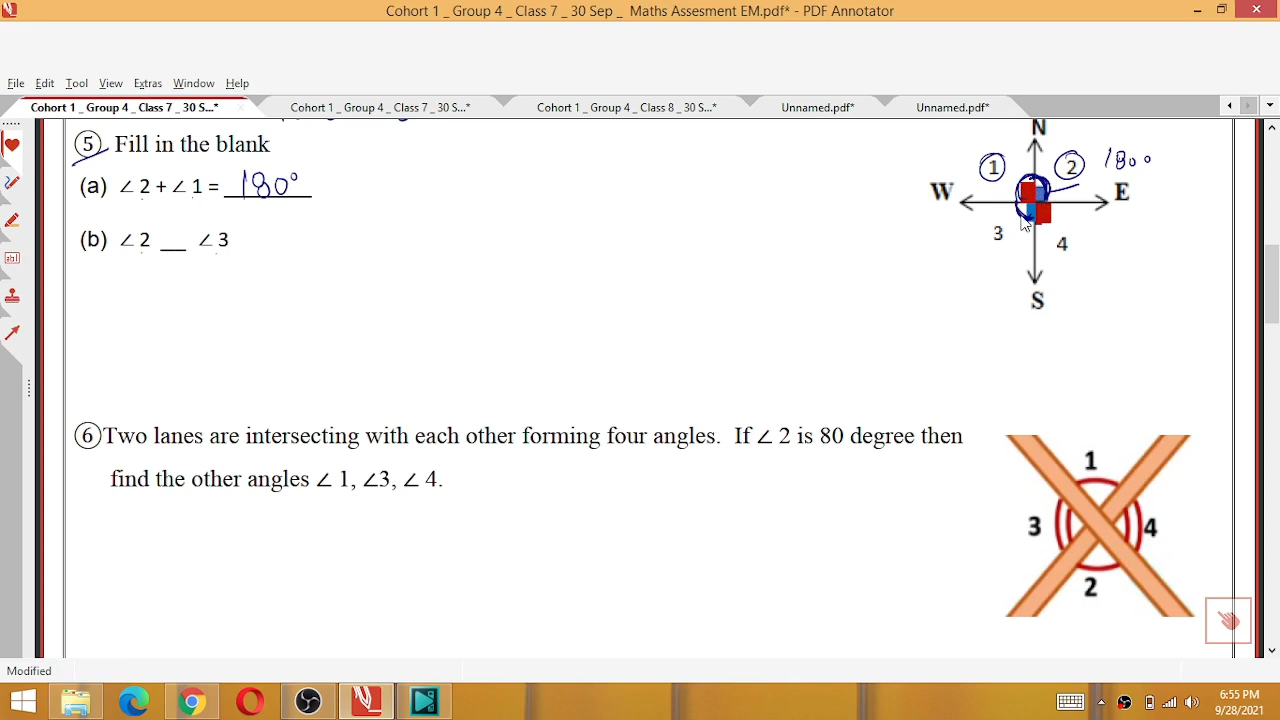 Cohort 1 _ Group 4 _ Class 7 _ 30 Sep _ Maths Assesment EM.pdf* - PDF Annotator
File Edit Tool View Extras Window Help
Cohort 1 _ Group 4 _ Class 7 _ 30 S...* Cohort 1 _ Group 4 _ Class 7 _ 30 S...* Cohort 1 _ Group 4 _ Class 8 _ 30 S...* Unnamed.pdf* Unnamed.pdf*
5 Fill in the blank
(a) ∠ 2 + ∠ 1 = 180°
(b) ∠ 2 __ ∠ 3
N
1 2 180°
W E
3 4
S
6 Two lanes are intersecting with each other forming four angles. If ∠ 2 is 80 degree then
find the other angles ∠ 1, ∠3, ∠ 4.
1
3 4
2
Modified
6:55 PM
9/28/2021